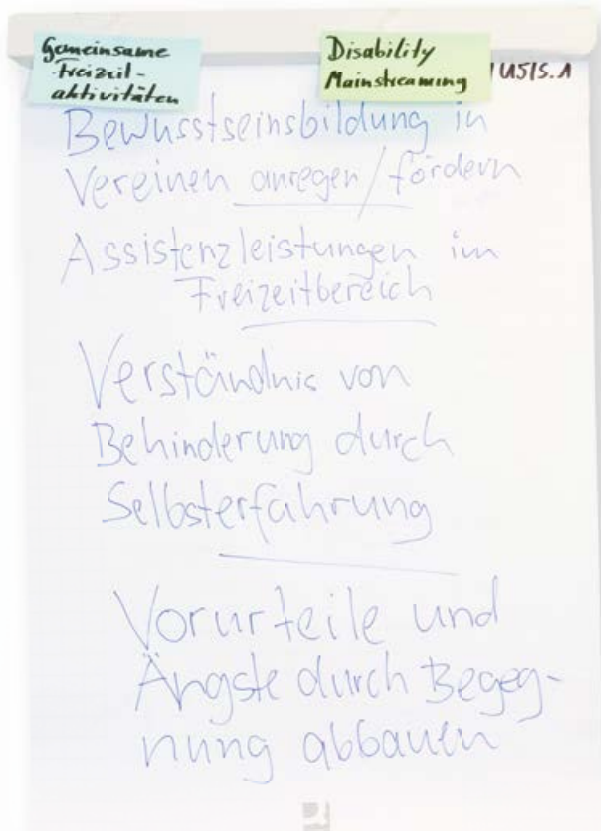 Gemeinsame
Freizeit-
aktivitäten
Disability
Mainstreaming
Bewusstseinsbildung in
Vereinen anregen/fördern
Assistenzleistungen im
Freizeitbereich
Verständnis von
Behinderung durch
Selbsterfahrung
Vorurteile und
Ängste durch Begeg-
nung abbauen